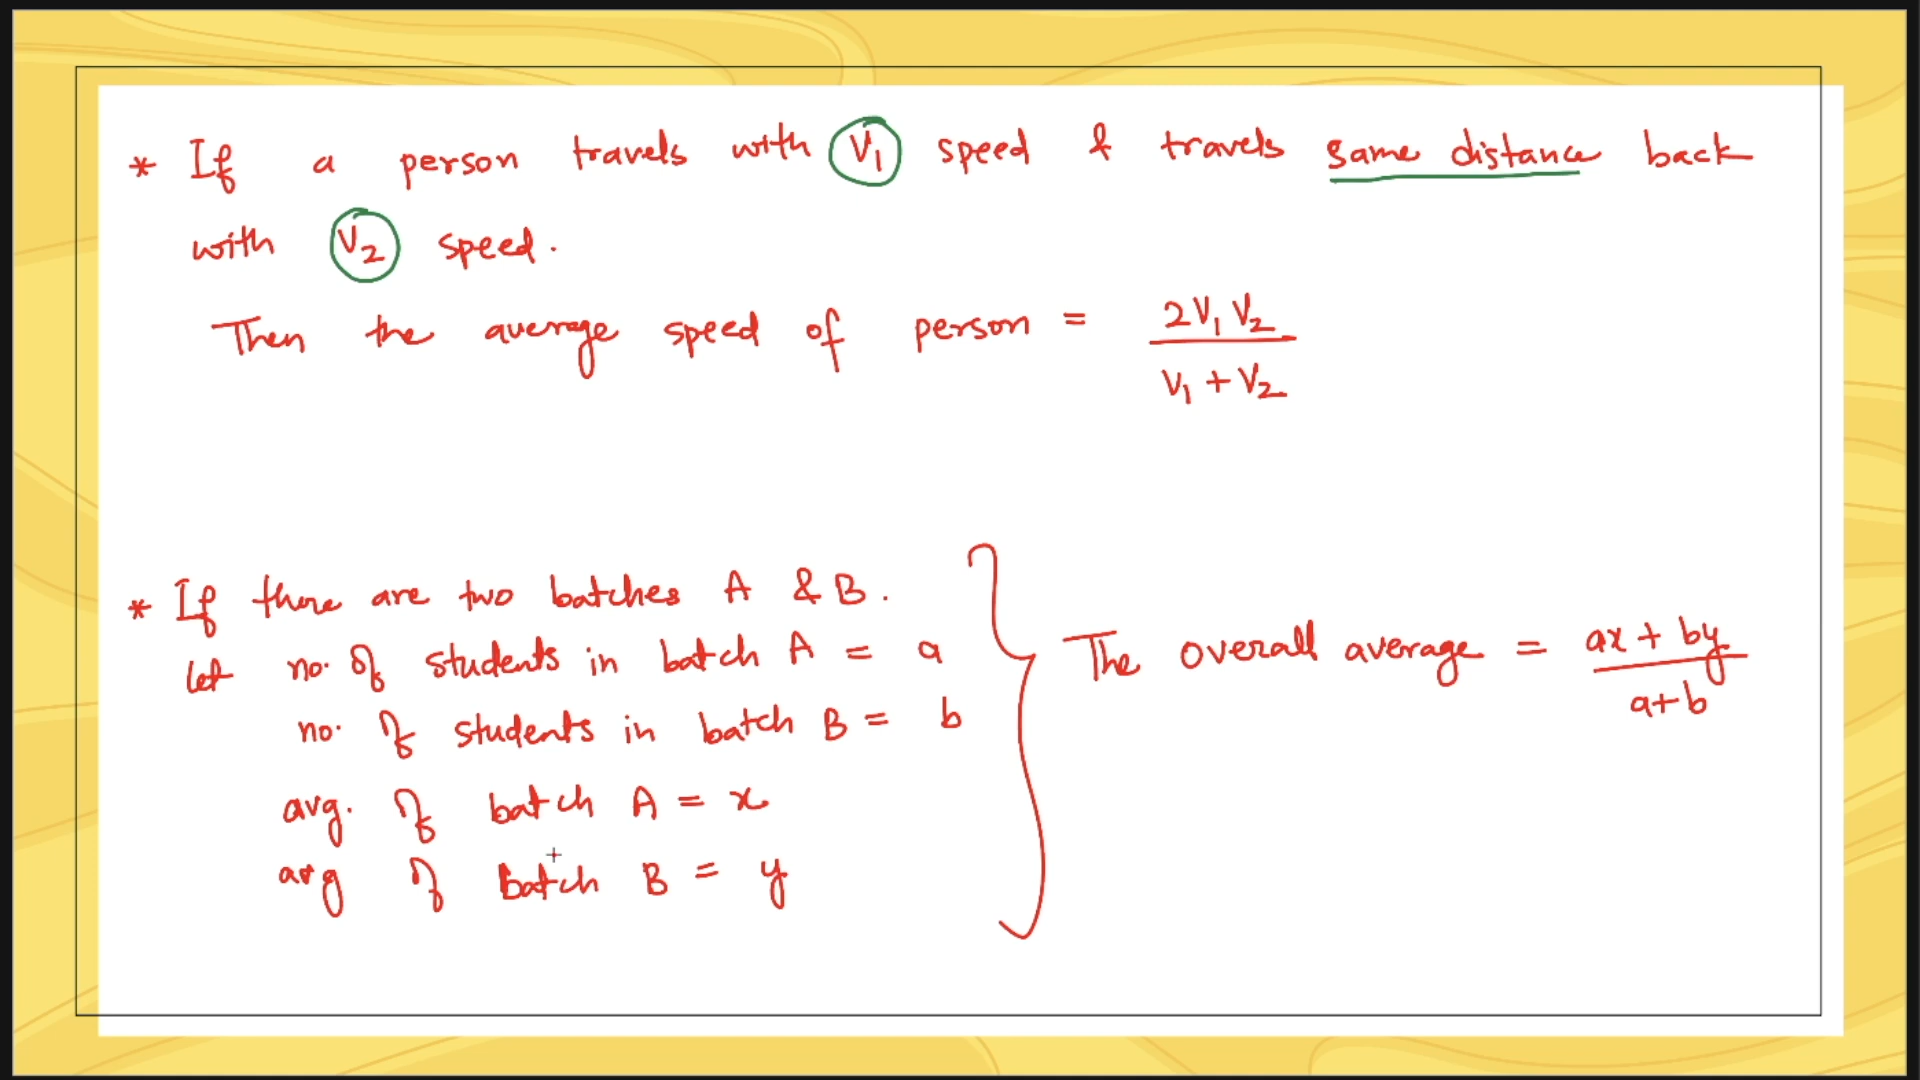 * If a person travels with V₁ speed & travels same distance back
with V₂ speed.
Then the average speed of person = 2V₁V₂ / V₁ + V₂
* If there are two batches A & B.
let no. of students in batch A = a
no. of students in batch B = b
avg. of batch A = x
avg of batch B = y
The overall average = ax + by / a+b